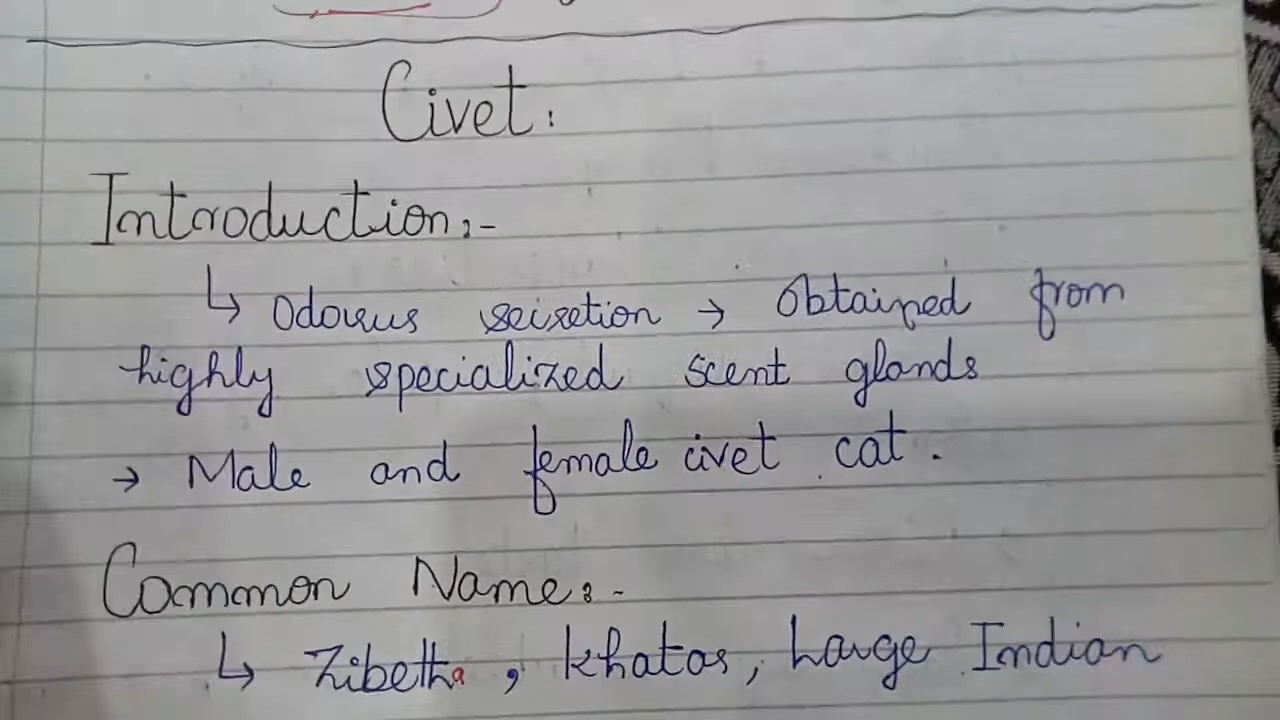 Civet:
Introduction:-
↳ Odorus secretion → Obtained from
highly specialized scent glands
→ Male and female civet cat.
Common Name:-
↳ Zibetha, Khatas, Large Indian